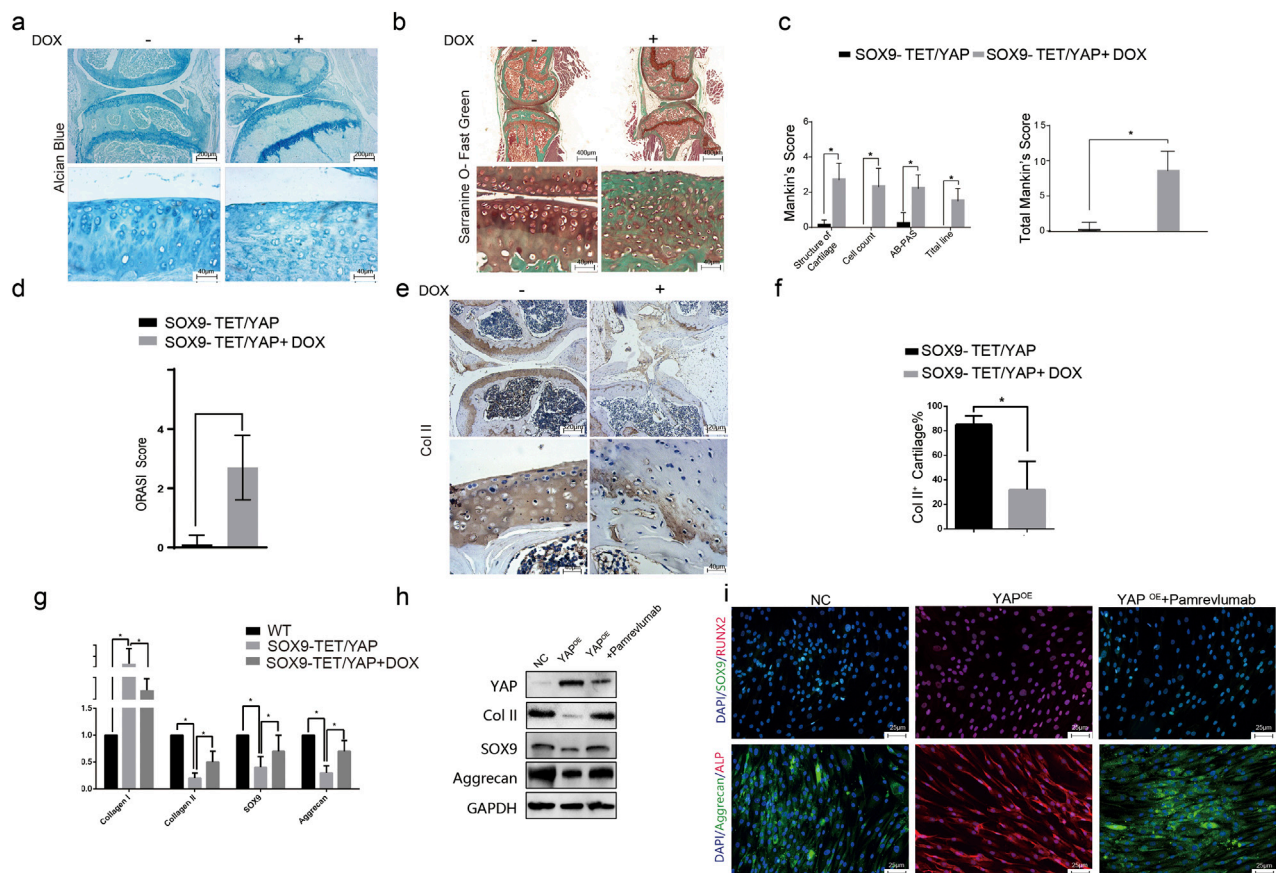 a
DOX
-
+
Alcian Blue
200μm
200μm
40μm
40μm
b
DOX
-
+
Sarranine O- Fast Green
400μm
400μm
40μm
40μm
c
SOX9- TET/YAP
SOX9- TET/YAP+ DOX
Mankin's Score
6
4
2
0
*
*
*
*
Structure of
Cartilage
Cell count
AB-PAS
Tital line
Total Mankin's Score
15
10
5
0
*
d
SOX9- TET/YAP
SOX9- TET/YAP+ DOX
ORASI Score
4
2
0
e
DOX
-
+
Col II
320μm
320μm
40μm
40μm
f
SOX9- TET/YAP
SOX9- TET/YAP+ DOX
Col II⁺ Cartilage%
100
80
60
40
20
0
*
g
WT
SOX9-TET/YAP
SOX9-TET/YAP+DOX
1.5
1.0
0.5
0.0
*
*
*
*
*
*
*
*
Collagen I
Collagen II
SOX9
Aggrecan
h
NC
YAPᴼᴱ
YAPᴼᴱ
+Pamrevlumab
YAP
Col II
SOX9
Aggrecan
GAPDH
i
NC
YAPᴼᴱ
YAP ᴼᴱ+Pamrevlumab
DAPI/SOX9/RUNX2
25μm
25μm
25μm
DAPI/Aggrecan/ALP
25μm
25μm
25μm